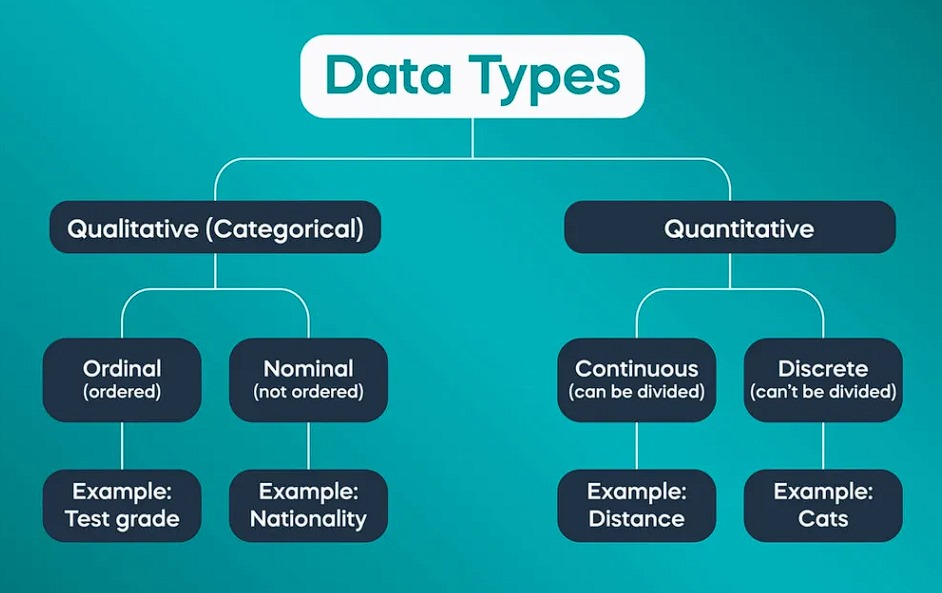 Data Types
Qualitative (Categorical)
Quantitative
Ordinal
(ordered)
Nominal
(not ordered)
Continuous
(can be divided)
Discrete
(can't be divided)
Example:
Test grade
Example:
Nationality
Example:
Distance
Example:
Cats